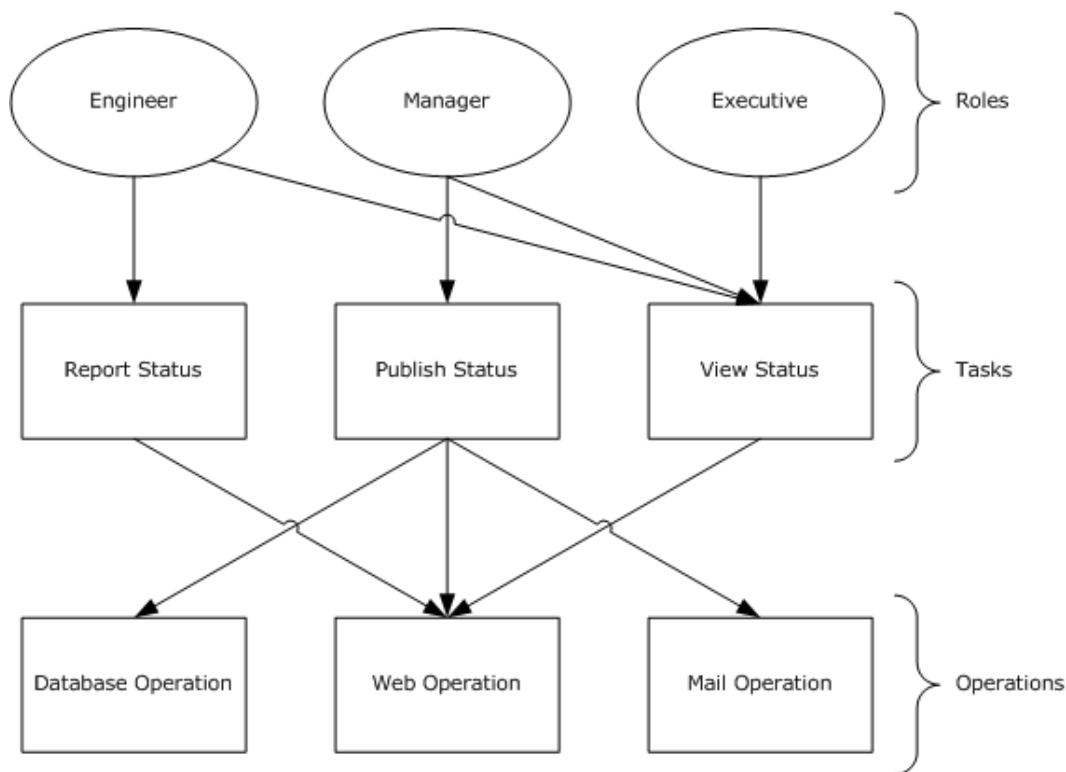 Engineer
Manager
Executive
Roles
Report Status
Publish Status
View Status
Tasks
Database Operation
Web Operation
Mail Operation
Operations